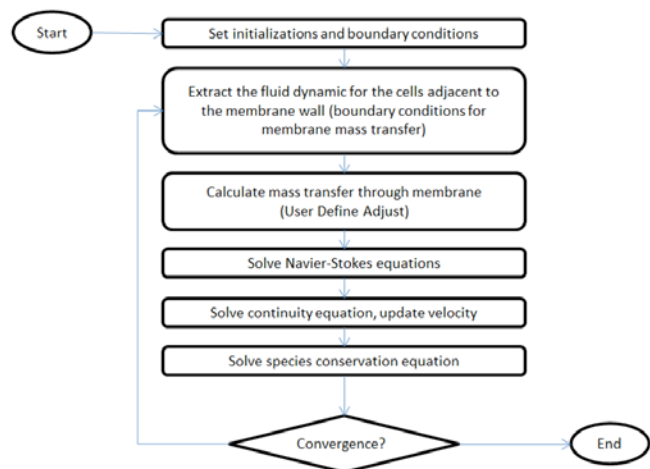 Start
Set initializations and boundary conditions
Extract the fluid dynamic for the cells adjacent to
the membrane wall (boundary conditions for
membrane mass transfer)
Calculate mass transfer through membrane
(User Define Adjust)
Solve Navier-Stokes equations
Solve continuity equation, update velocity
Solve species conservation equation
Convergence?
End